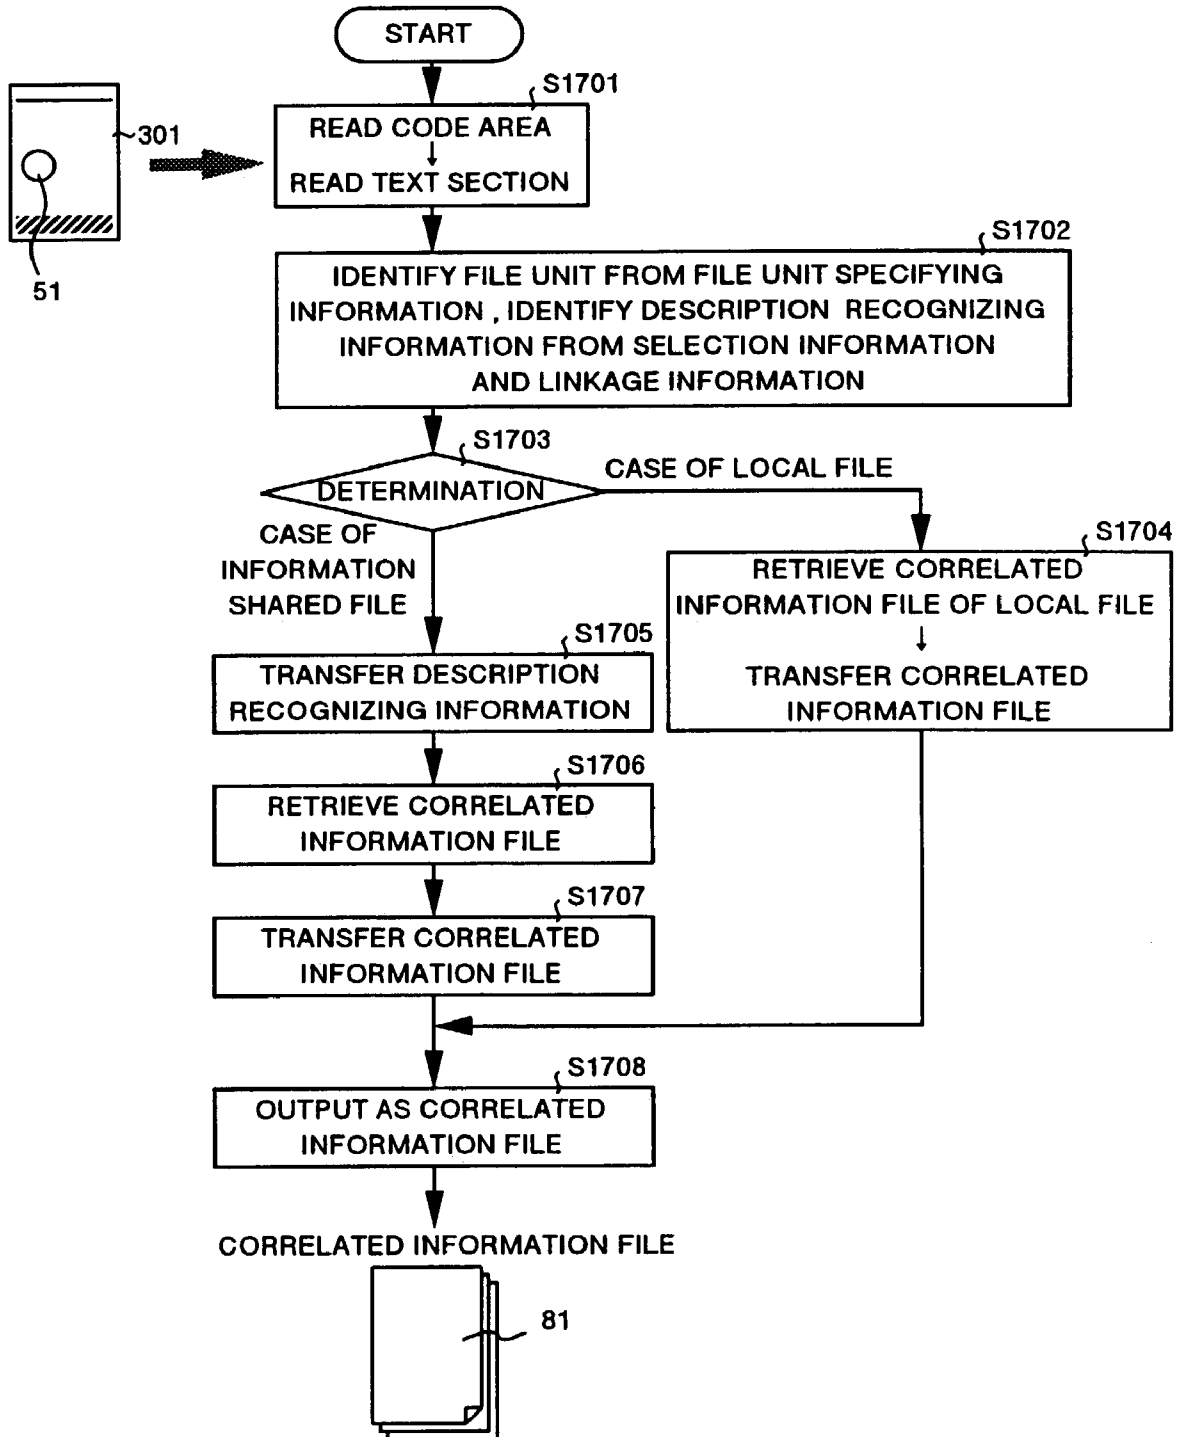 START
S1701
301
READ CODE AREA
READ TEXT SECTION
51
S1702
IDENTIFY FILE UNIT FROM FILE UNIT SPECIFYING
INFORMATION , IDENTIFY DESCRIPTION RECOGNIZING
INFORMATION FROM SELECTION INFORMATION
AND LINKAGE INFORMATION
S1703
CASE OF LOCAL FILE
DETERMINATION
CASE OF
INFORMATION
SHARED FILE
S1704
RETRIEVE CORRELATED
INFORMATION FILE OF LOCAL FILE
TRANSFER CORRELATED
INFORMATION FILE
S1705
TRANSFER DESCRIPTION
RECOGNIZING INFORMATION
S1706
RETRIEVE CORRELATED
INFORMATION FILE
S1707
TRANSFER CORRELATED
INFORMATION FILE
S1708
OUTPUT AS CORRELATED
INFORMATION FILE
CORRELATED INFORMATION FILE
81